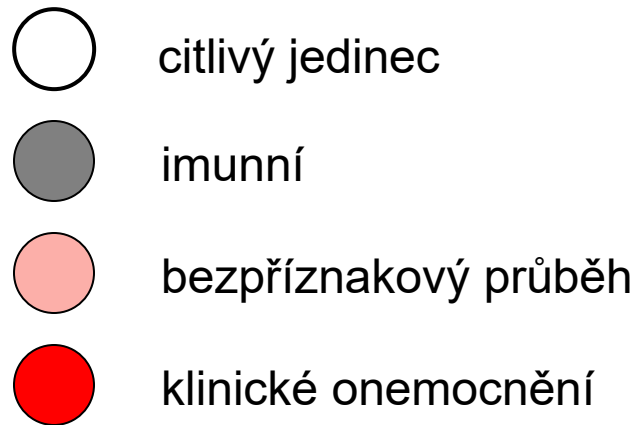 citlivý jedinec
imunní
bezpříznakový průběh
klinické onemocnění